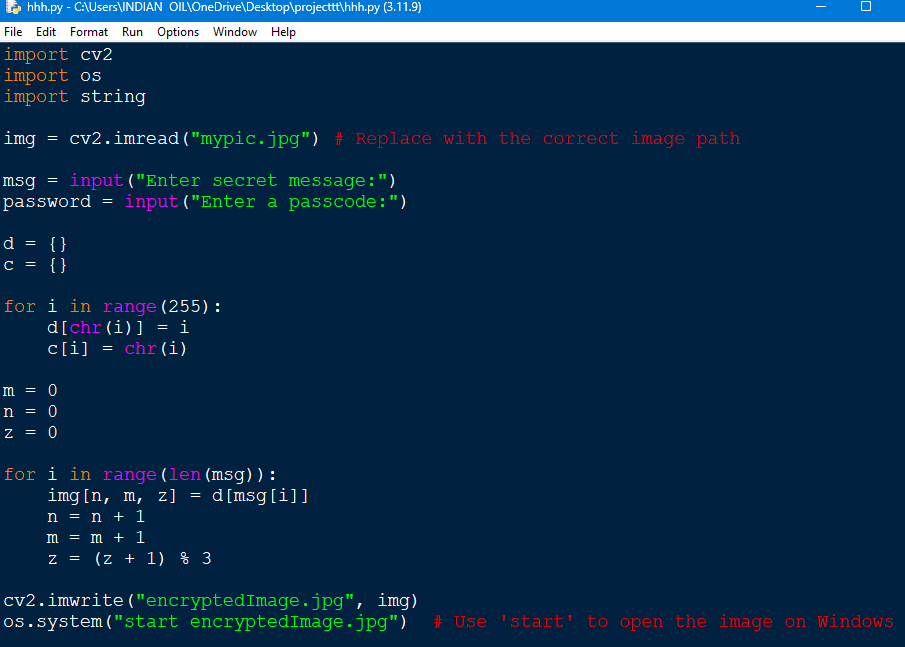 hhh.py - C:\Users\INDIAN OIL\OneDrive\Desktop\projecttt\hhh.py (3.11.9)
File Edit Format Run Options Window Help
import cv2
import os
import string
img = cv2.imread("mypic.jpg") # Replace with the correct image path
msg = input("Enter secret message:")
password = input("Enter a passcode:")
d = {}
c = {}
for i in range(255):
    d[chr(i)] = i
    c[i] = chr(i)
m = 0
n = 0
z = 0
for i in range(len(msg)):
    img[n, m, z] = d[msg[i]]
    n = n + 1
    m = m + 1
    z = (z + 1) % 3
cv2.imwrite("encryptedImage.jpg", img)
os.system("start encryptedImage.jpg")  # Use 'start' to open the image on Windows